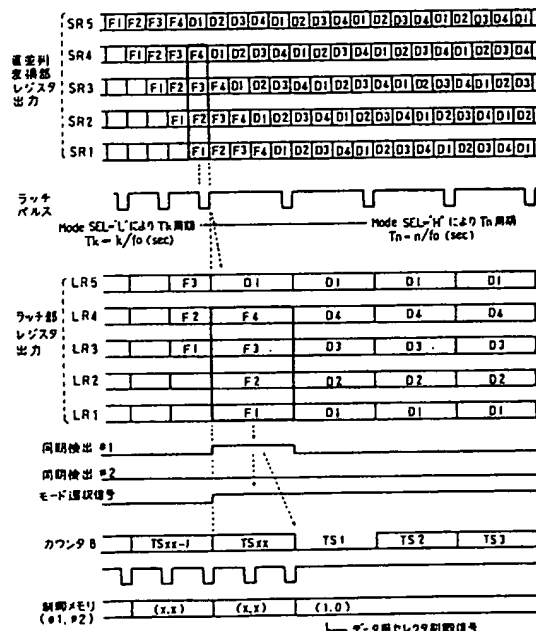 SR5 F1 F2 F3 F4 D1 D2 D3 D4 D1 D2 D3 D4 D1 D2 D3 D4 D1 D2 D3 D4 D1
SR4 F1 F2 F3 F4 D1 D2 D3 D4 D1 D2 D3 D4 D1 D2 D3 D4 D1 D2 D3 D4
SR3 F1 F2 F3 F4 D1 D2 D3 D4 D1 D2 D3 D4 D1 D2 D3 D4 D1 D2 D3
SR2 F1 F2 F3 F4 D1 D2 D3 D4 D1 D2 D3 D4 D1 D2 D3 D4 D1 D2
SR1 F1 F2 F3 F4 D1 D2 D3 D4 D1 D2 D3 D4 D1 D2 D3 D4 D1
直並列
変換部
レジスタ
出力
ラッチ
パルス
Mode SEL="L"によりTk周期
Tk = k/fo (sec)
Mode SEL="H"によりTn周期
Tn = n/fo (sec)
ラッチ部
レジスタ
出力
LR5 F3 D1 D1 D1 D1
LR4 F2 F4 D4 D4 D4
LR3 F1 F3 D3 D3 D3
LR2 F2 D2 D2 D2
LR1 F1 D1 D1 D1
同期検出 #1
同期検出 #2
モード選択信号
カウンタB TSxx-1 TSxx TS1 TS2 TS3
制御メモリ (x,x) (x,x) (1,0)
(#1,#2)
データ用セレクタ制御信号